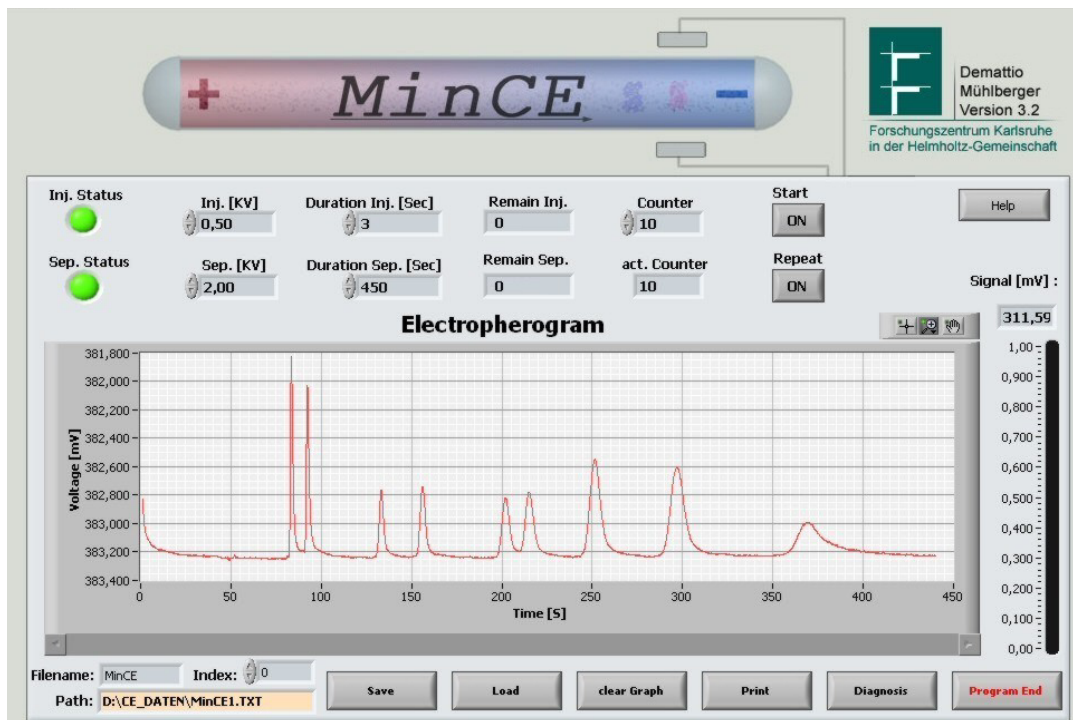 + MinCE −
Demattio
Mühlberger
Version 3.2
Forschungszentrum Karlsruhe
in der Helmholtz-Gemeinschaft
Inj. Status
Inj. [KV]
Duration Inj. [Sec]
Remain Inj.
Counter
Start
0,50
3
0
10
ON
Help
Sep. Status
Sep. [KV]
Duration Sep. [Sec]
Remain Sep.
act. Counter
Repeat
2,00
450
0
10
ON
Signal [mV] :
311,59
Electropherogram
Voltage [mV]
381,800
382,000
382,200
382,400
382,600
382,800
383,000
383,200
383,400
0 50 100 150 200 250 300 350 400 450
Time [S]
1,00
0,900
0,800
0,700
0,600
0,500
0,400
0,300
0,200
0,100
0,00
Filename: MinCE Index: 0
Path: D:\CE_DATEN\MinCE1.TXT
Save
Load
clear Graph
Print
Diagnosis
Program End